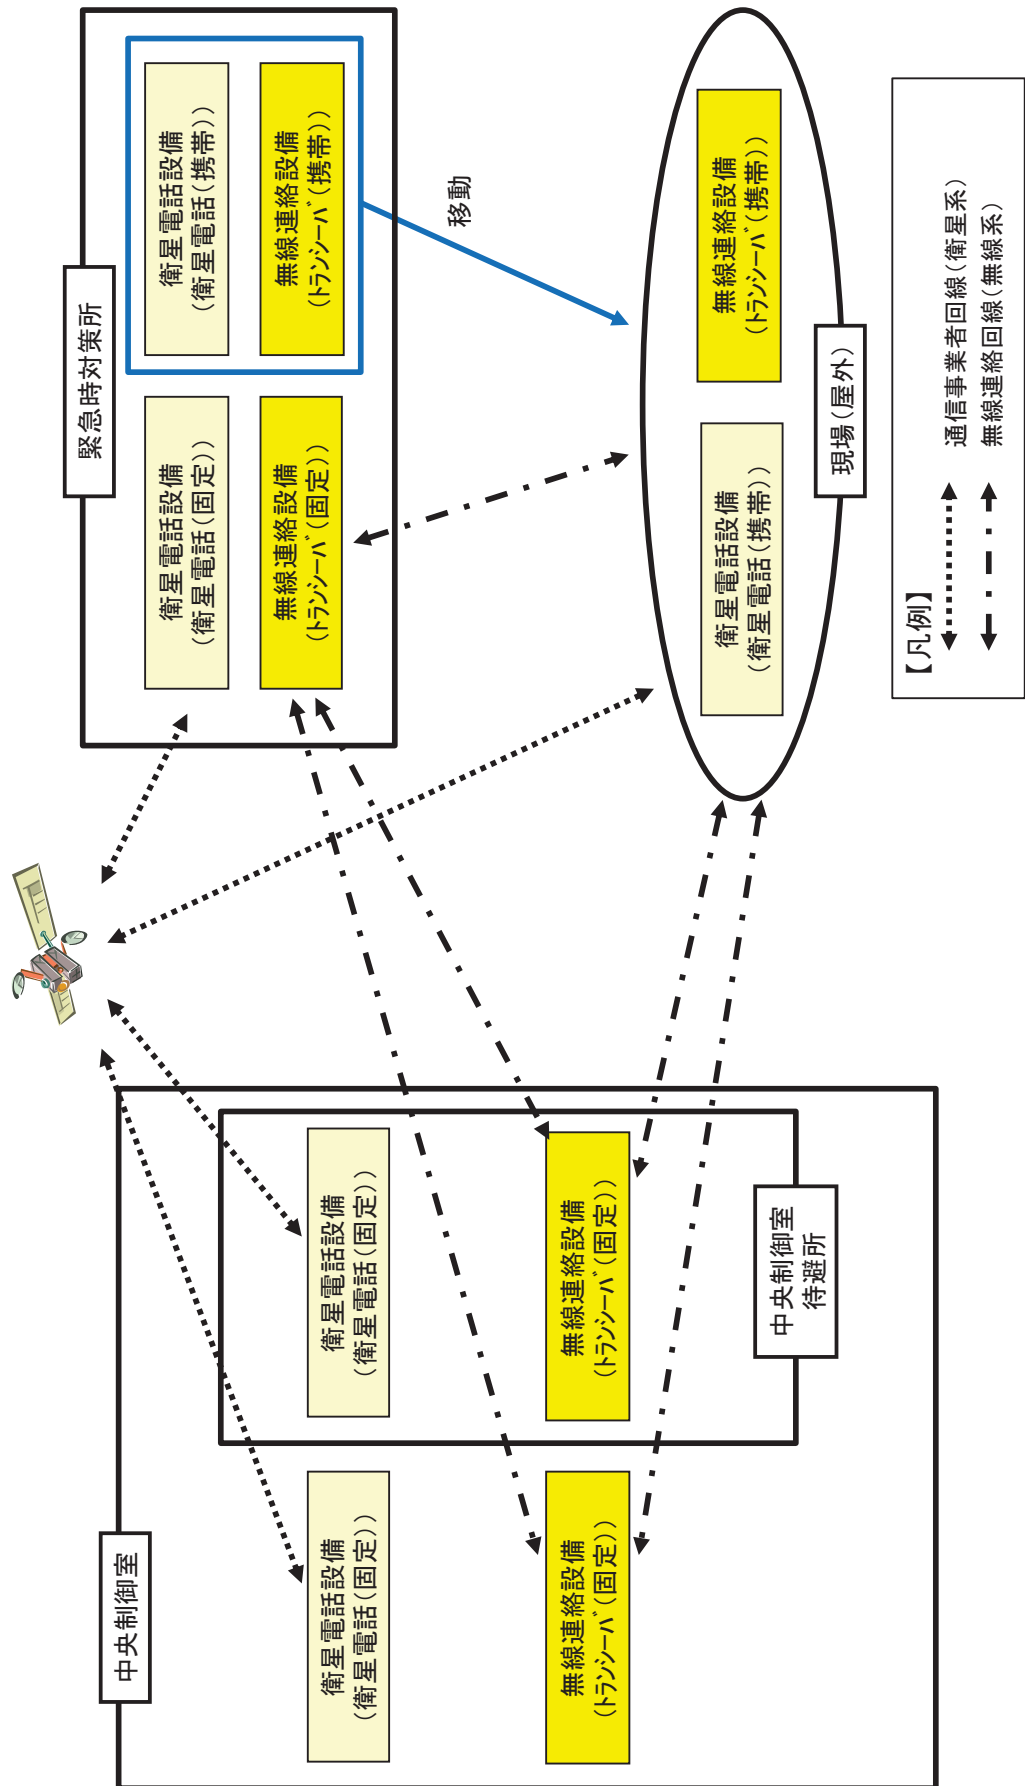 中央制御室
衛星電話設備
(衛星電話(固定))
無線連絡設備
(トランシーバ(固定))
衛星電話設備
(衛星電話(固定))
無線連絡設備
(トランシーバ(固定))
中央制御室
待避所
緊急時対策所
衛星電話設備
(衛星電話(固定))
無線連絡設備
(トランシーバ(固定))
衛星電話設備
(衛星電話(携帯))
無線連絡設備
(トランシーバ(携帯))
移動
衛星電話設備
(衛星電話(携帯))
無線連絡設備
(トランシーバ(携帯))
現場(屋外)
【凡例】
通信事業者回線(衛星系)
無線連絡回線(無線系)